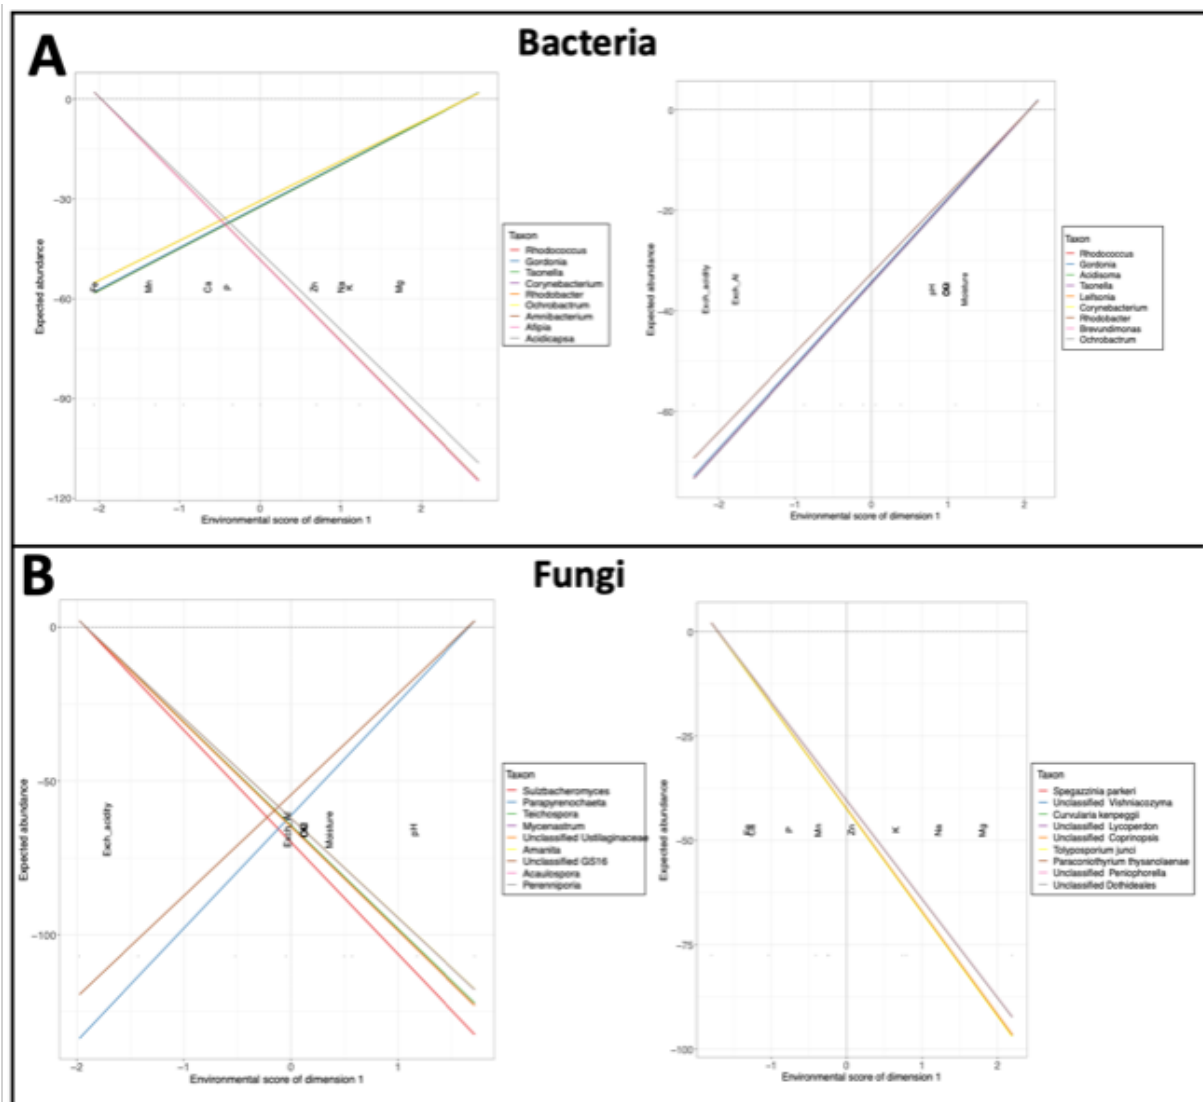 A
Bacteria
0
−30
−60
−90
−120
Expected abundance
Fe
Mn
Ca
P
Zn
Na
K
Mg
−2
−1
0
1
2
Environmental score of dimension 1
Taxon
Rhodococcus
Gordonia
Taonella
Corynebacterium
Rhodobacter
Ochrobactrum
Amnibacterium
Afipia
Acidicapsa
0
−20
−40
−60
Expected abundance
Exch_acidity
Exch_Al
pH
Moisture
−2
−1
0
1
2
Environmental score of dimension 1
Taxon
Rhodococcus
Gordonia
Acidisoma
Taonella
Leifsonia
Corynebacterium
Rhodobacter
Brevundimonas
Ochrobactrum
B
Fungi
0
−50
−100
Expected abundance
Exch_acidity
Exch_Al
Moisture
pH
−2
−1
0
1
Environmental score of dimension 1
Taxon
Sulzbacheromyces
Parapyrenochaeta
Teichospora
Mycenastrum
Unclassified Ustilaginaceae
Amanita
Unclassified GS16
Acaulospora
Perenniporia
0
−25
−50
−75
−100
Expected abundance
P
Mn
Zn
K
Na
Mg
−1
0
1
2
Environmental score of dimension 1
Taxon
Spegazzinia parkeri
Unclassified Vishniacozyma
Curvularia kenpeggii
Unclassified Lycoperdon
Unclassified Coprinopsis
Tolyposporium junci
Paraconiothyrium thysanolaenae
Unclassified Peniophorella
Unclassified Dothideales